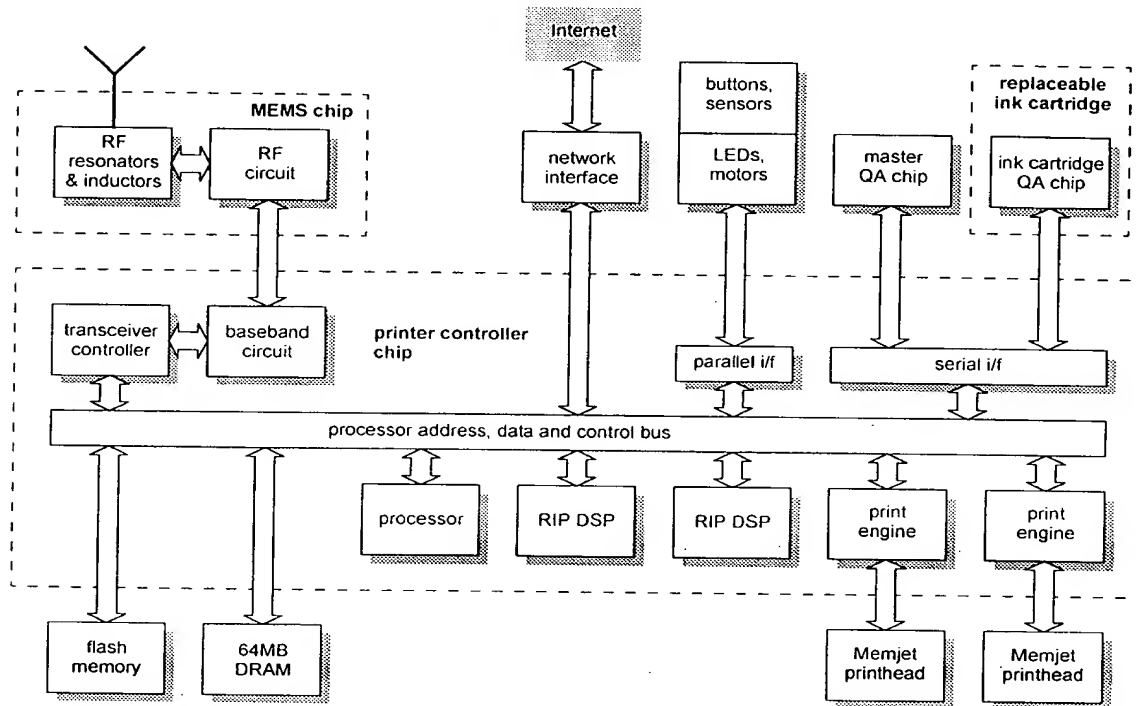 Internet
MEMS chip
RF
resonators
& inductors
RF
circuit
network
interface
buttons,
sensors
LEDs,
motors
master
QA chip
replaceable
ink cartridge
ink cartridge
QA chip
transceiver
controller
baseband
circuit
printer controller
chip
parallel i/f
serial i/f
processor address, data and control bus
processor
RIP DSP
RIP DSP
print
engine
print
engine
flash
memory
64MB
DRAM
Memjet
printhead
Memjet
printhead